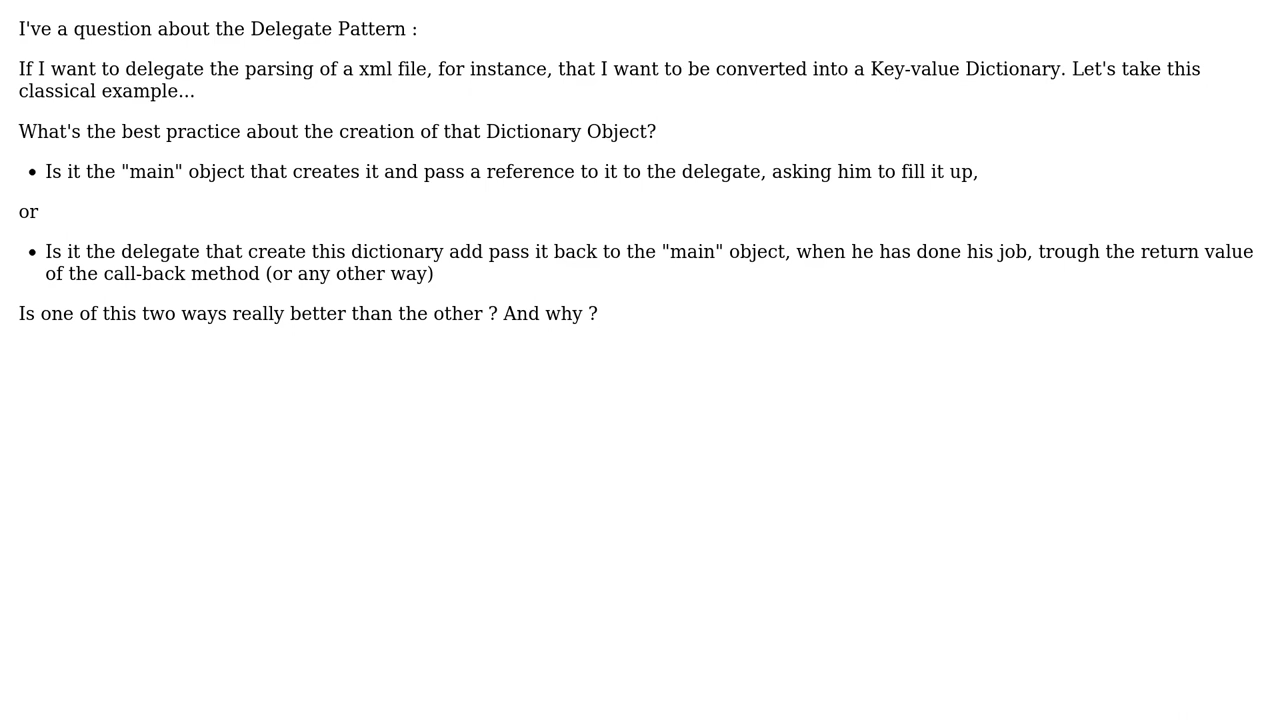 I've a question about the Delegate Pattern :
If I want to delegate the parsing of a xml file, for instance, that I want to be converted into a Key-value Dictionary. Let's take this
classical example...
What's the best practice about the creation of that Dictionary Object?
• Is it the "main" object that creates it and pass a reference to it to the delegate, asking him to fill it up,
or
• Is it the delegate that create this dictionary add pass it back to the "main" object, when he has done his job, trough the return value
of the call-back method (or any other way)
Is one of this two ways really better than the other ? And why ?